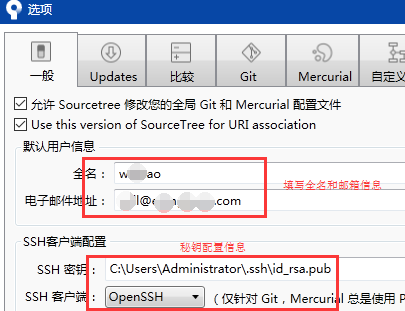 选项
一般
Updates
比较
Git
Mercurial
自定
允许 Sourcetree 修改您的全局 Git 和 Mercurial 配置文件
Use this version of SourceTree for URI association
默认用户信息
全名：
填写全名和邮箱信息
电子邮件地址：
.com
SSH客户端配置
秘钥配置信息
SSH 密钥：C:\Users\Administrator\.ssh\id_rsa.pub
SSH 客户端：OpenSSH （仅针对 Git，Mercurial 总是使用 P